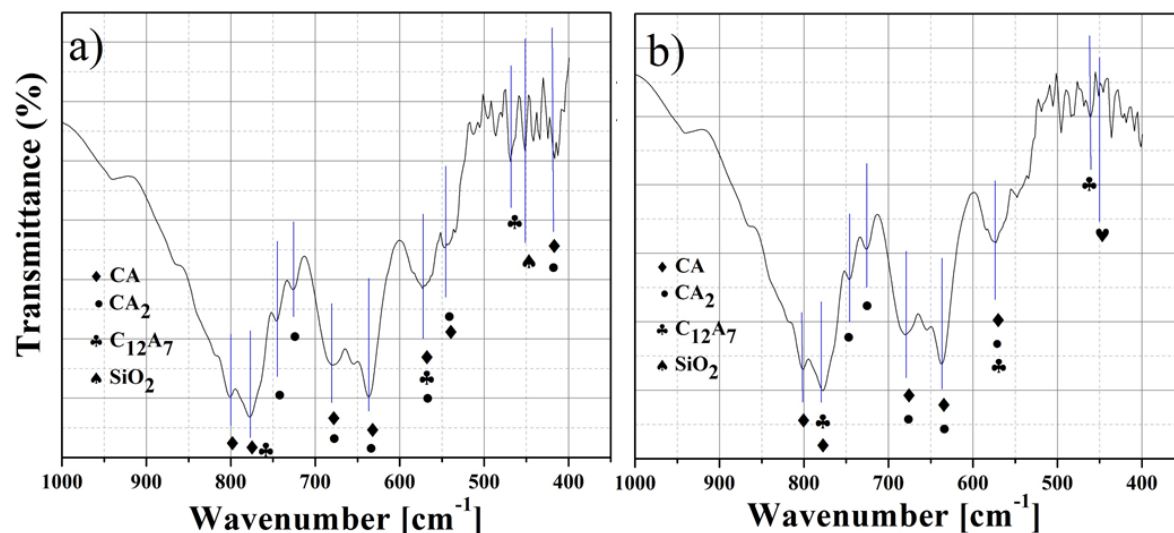 a)
Transmittance (%)
♦ CA
● CA₂
♣ C₁₂A₇
♠ SiO₂
1000 900 800 700 600 500 400
Wavenumber [cm⁻¹]
b)
♦ CA
● CA₂
♣ C₁₂A₇
♠ SiO₂
1000 900 800 700 600 500 400
Wavenumber [cm⁻¹]